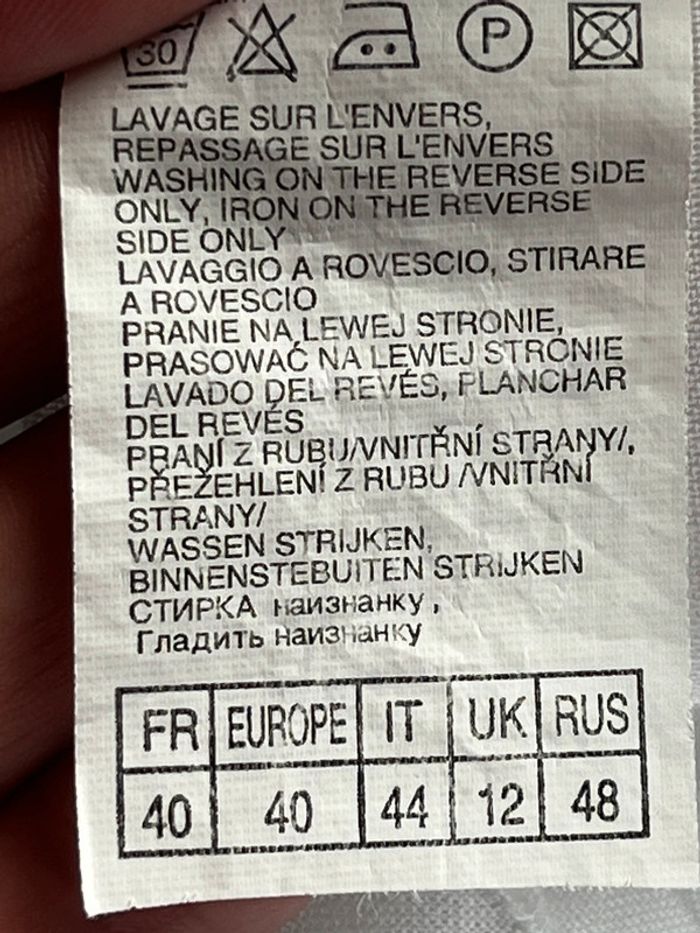 30 P
LAVAGE SUR L'ENVERS,
REPASSAGE SUR L'ENVERS
WASHING ON THE REVERSE SIDE
ONLY, IRON ON THE REVERSE
SIDE ONLY
LAVAGGIO A ROVESCIO, STIRARE
A ROVESCIO
PRANIE NA LEWEJ STRONIE,
PRASOWAĆ NA LEWEJ STRONIE
LAVADO DEL REVÉS, PLANCHAR
DEL REVÉS
PRANÍ Z RUBU/VNITŘNÍ STRANY/,
PŘEŽEHLENÍ Z RUBU /VNITŘNÍ
STRANY/
WASSEN STRIJKEN,
BINNENSTEBUITEN STRIJKEN
СТИРКА наизнанку,
Гладить наизнанку
FR EUROPE IT UK RUS
40 40 44 12 48